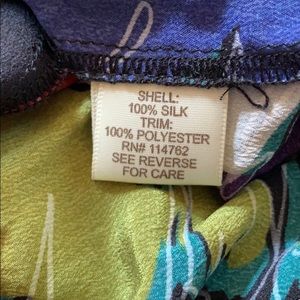 SHELL:
100% SILK
TRIM:
100% POLYESTER
RN# 114762
SEE REVERSE
FOR CARE